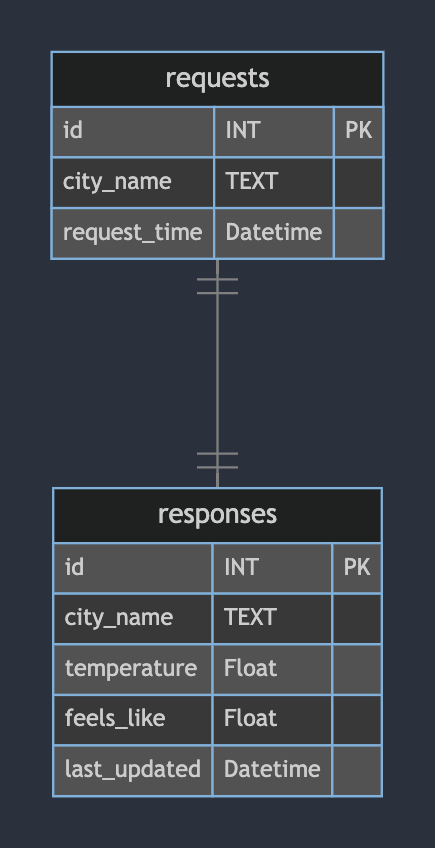 requests
id INT PK
city_name TEXT
request_time Datetime
responses
id INT PK
city_name TEXT
temperature Float
feels_like Float
last_updated Datetime